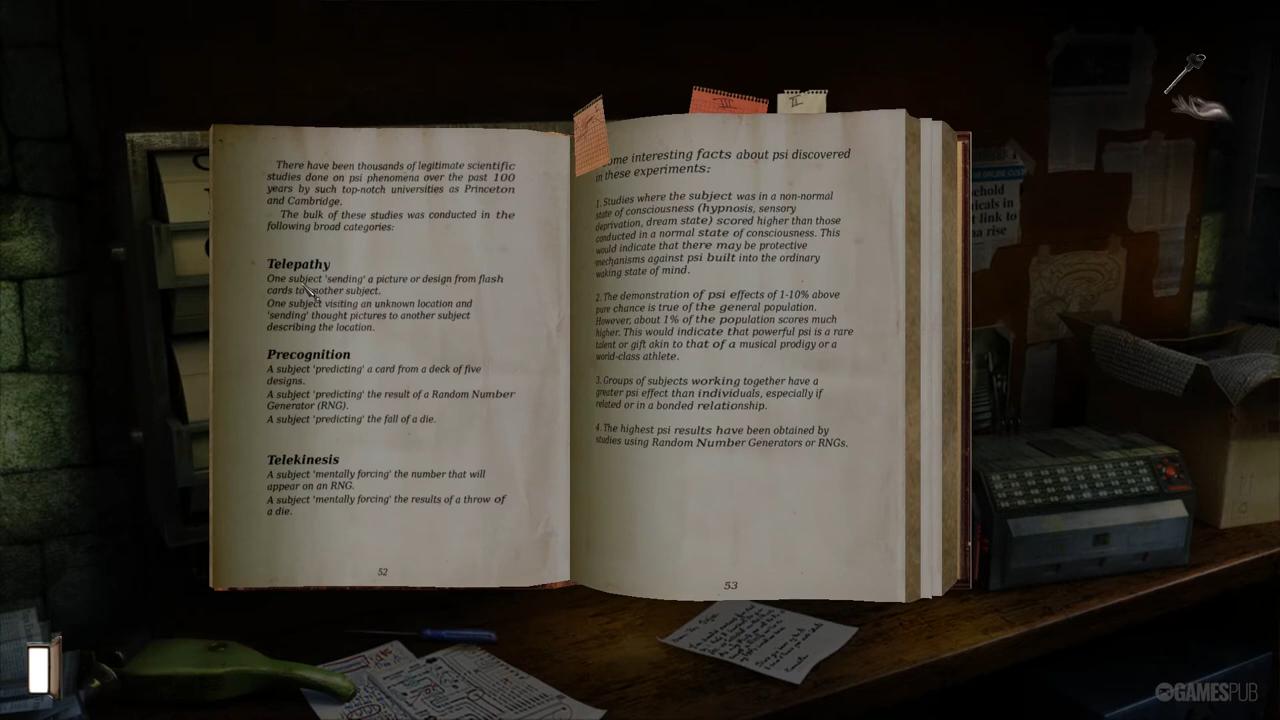 There have been thousands of legitimate scientific
studies done on psi phenomena over the past 100
years by such top-notch universities as Princeton
and Cambridge.
The bulk of these studies was conducted in the
following broad categories:
Telepathy
One subject 'sending' a picture or design from flash
cards to another subject.
One subject visiting an unknown location and
'sending' thought pictures to another subject
describing the location.
Precognition
A subject 'predicting' a card from a deck of five
designs.
A subject 'predicting' the result of a Random Number
Generator (RNG).
A subject 'predicting' the fall of a die.
Telekinesis
A subject 'mentally forcing' the number that will
appear on an RNG.
A subject 'mentally forcing' the results of a throw of
a die.
52
III
II
ome interesting facts about psi discovered
in these experiments:
1. Studies where the subject was in a non-normal
state of consciousness (hypnosis, sensory
deprivation, dream state) scored higher than those
conducted in a normal state of consciousness. This
would indicate that there may be protective
mechanisms against psi built into the ordinary
waking state of mind.
2. The demonstration of psi effects of 1-10% above
pure chance is true of the general population.
However, about 1% of the population scores much
higher. This would indicate that powerful psi is a rare
talent or gift akin to that of a musical prodigy or a
world-class athlete.
3. Groups of subjects working together have a
greater psi effect than individuals, especially if
related or in a bonded relationship.
4. The highest psi results have been obtained by
studies using Random Number Generators or RNGs.
53
link to
rise
GAMESPUB